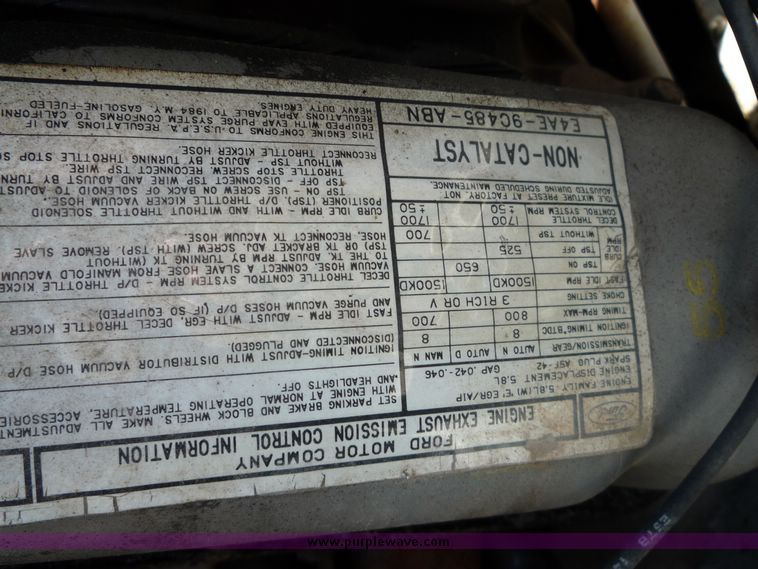 FORD MOTOR COMPANY
ENGINE EXHAUST EMISSION CONTROL INFORMATION
Ford
ENGINE FAMILY 5.8L
EGR/AIP
ENGINE DISPLACEMENT 5.8L
SPARK PLUG ASF-42 GAP .042-.046
TRANSMISSION/GEAR AUTO N AUTO D MAN N
IGNITION TIMING,°BTDC 8° 8
TIMING RPM-MAX 800 700
CHOKE SETTING 3 RICH OR V
FAST IDLE RPM 1500KD 1500KD
CURB IDLE RPM
TSP ON 650
TSP OFF 525
WITHOUT TSP 700
DECEL THROTTLE CONTROL SYSTEM RPM 1700 ±50 1700 ±50
IDLE MIXTURE PRESET AT FACTORY. NOT
ADJUSTED DURING SCHEDULED MAINTENANCE.
NON-CATALYST
E4AE-9C485-ABN
SET PARKING BRAKE AND BLOCK WHEELS. MAKE ALL ADJUSTMENT
WITH ENGINE AT NORMAL OPERATING TEMPERATURE, ACCESSORIES
AND HEADLIGHTS OFF.
IGNITION TIMING-ADJUST WITH DISTRIBUTOR VACUUM HOSE D/P
(DISCONNECTED AND PLUGGED).
FAST IDLE RPM - ADJUST WITH DECEL, EGR, THROTTLE KICKER
AND PURGE VACUUM HOSES D/P (IF SO EQUIPPED)
DECEL THROTTLE CONTROL SYSTEM RPM - D/P THROTTLE KICKER
VACUUM HOSE. CONNECT A SLAVE HOSE FROM MANIFOLD VACUUM
TO THE TK. ADJUST RPM BY TURNING TK (WITHOUT
TSP) OR TK BRACKET ADJ. SCREW (WITH TSP). REMOVE SLAVE
HOSE, RECONNECT TK VACUUM HOSE.
CURB IDLE RPM - WITH AND WITHOUT THROTTLE SOLENOID
POSITIONER (TSP). D/P THROTTLE KICKER VACUUM HOSE.
TSP ON - USE SCREW ON BACK OF SOLENOID TO ADJUST
TSP OFF - DISCONNECT TSP WIRE AND ADJUST BY TURNING
THROTTLE STOP SCREW. RECONNECT TSP WIRE.
WITHOUT TSP - ADJUST BY TURNING THROTTLE STOP SC
RECONNECT THROTTLE KICKER HOSE.
THIS ENGINE CONFORMS TO U.S.E.P.A. REGULATIONS AND IF
EQUIPPED WITH EVAP PURGE SYSTEM CONFORMS TO CALIFORNI
REGULATIONS APPLICABLE TO 1984 M.Y. GASOLINE-FUELED
HEAVY DUTY ENGINES.
www.purplewave.com